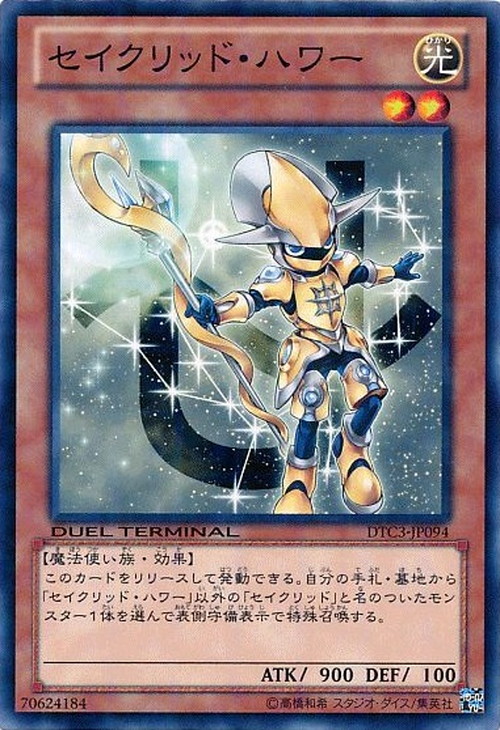 セイクリッド・ハワー
光
ひかり
DUEL TERMINAL
DTC3-JP094
【魔法使い族・効果】
このカードをリリースして発動できる。自分の手札・墓地から
「セイクリッド・ハワー」以外の「セイクリッド」と名のついたモ
ンスター1体を選んで表側守備表示で特殊召喚する。
ATK/ 900 DEF/ 100
70624184
©高橋和希 スタジオ・ダイス/集英社